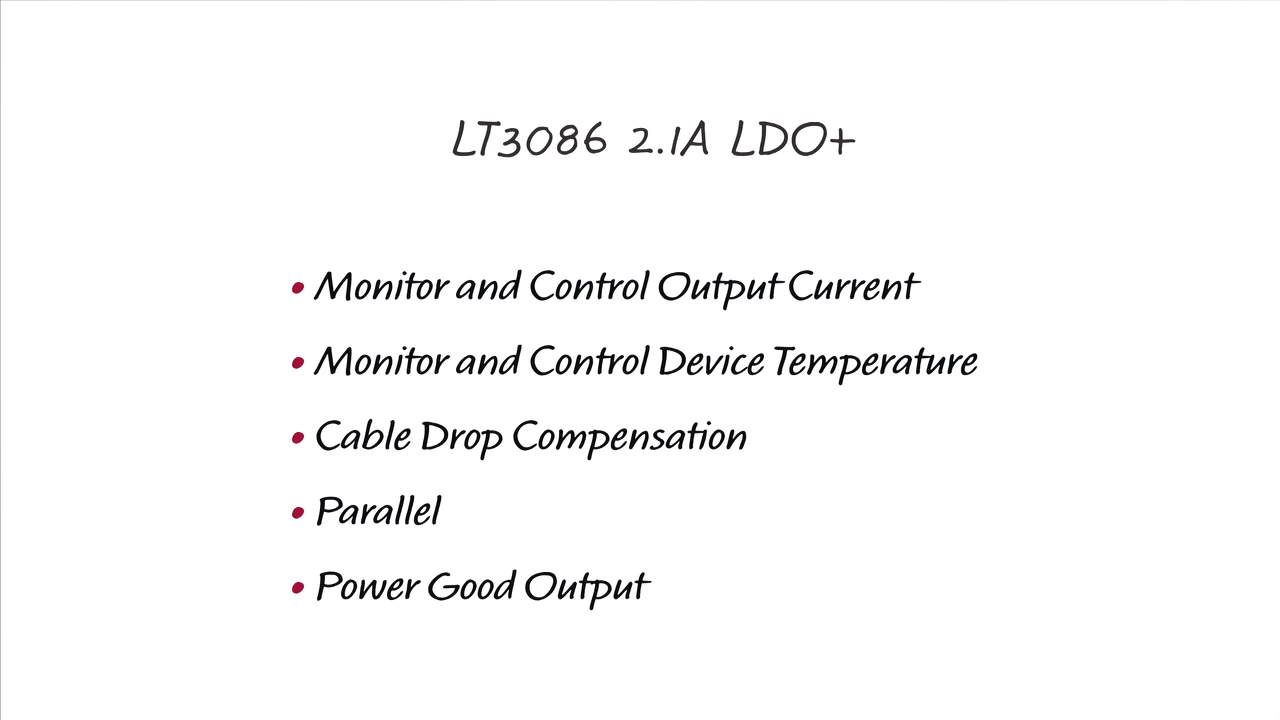 LT3086 2.1A LDO+
• Monitor and Control Output Current
• Monitor and Control Device Temperature
• Cable Drop Compensation
• Parallel
• Power Good Output